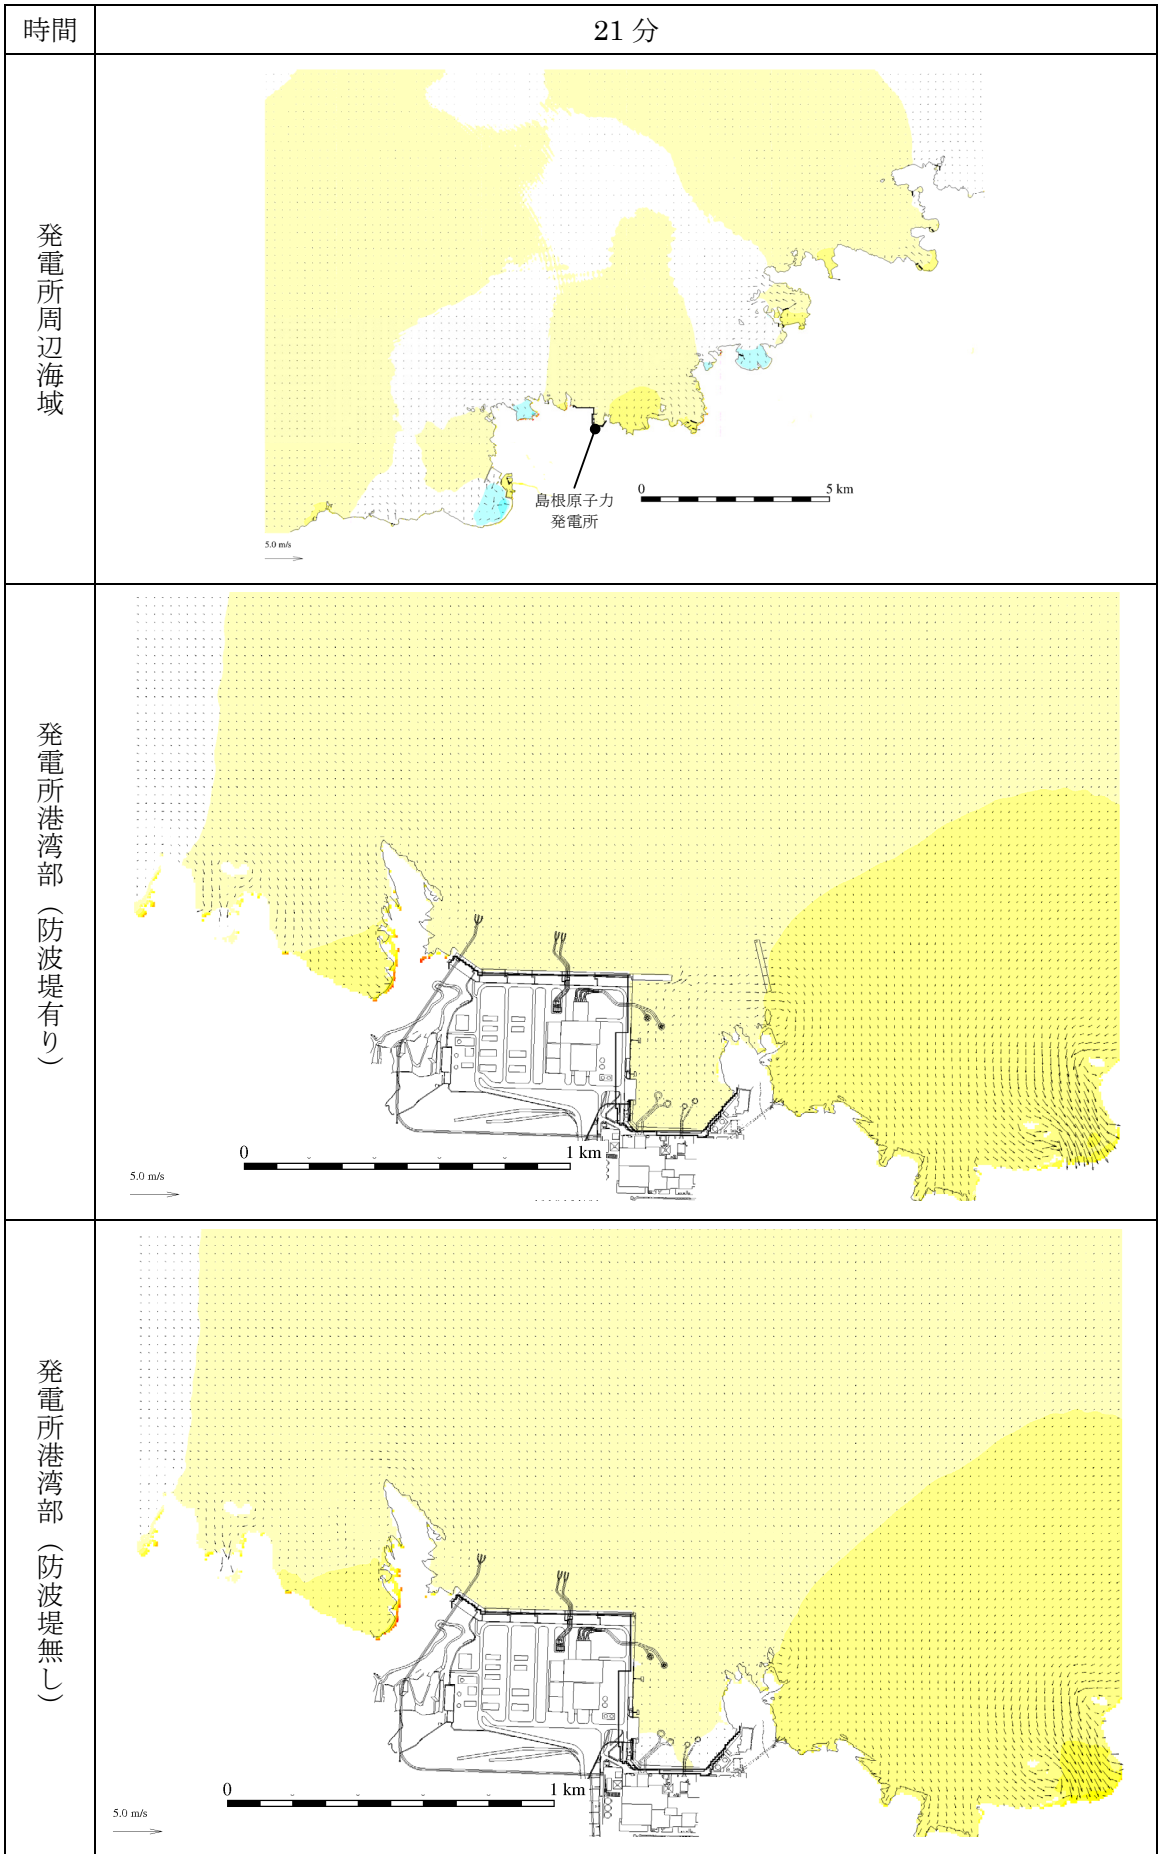 時間
21 分
発電所周辺海域
島根原子力
発電所
0
5 km
5.0 m/s
発電所港湾部（防波堤有り）
0
1 km
5.0 m/s
発電所港湾部（防波堤無し）
0
1 km
5.0 m/s